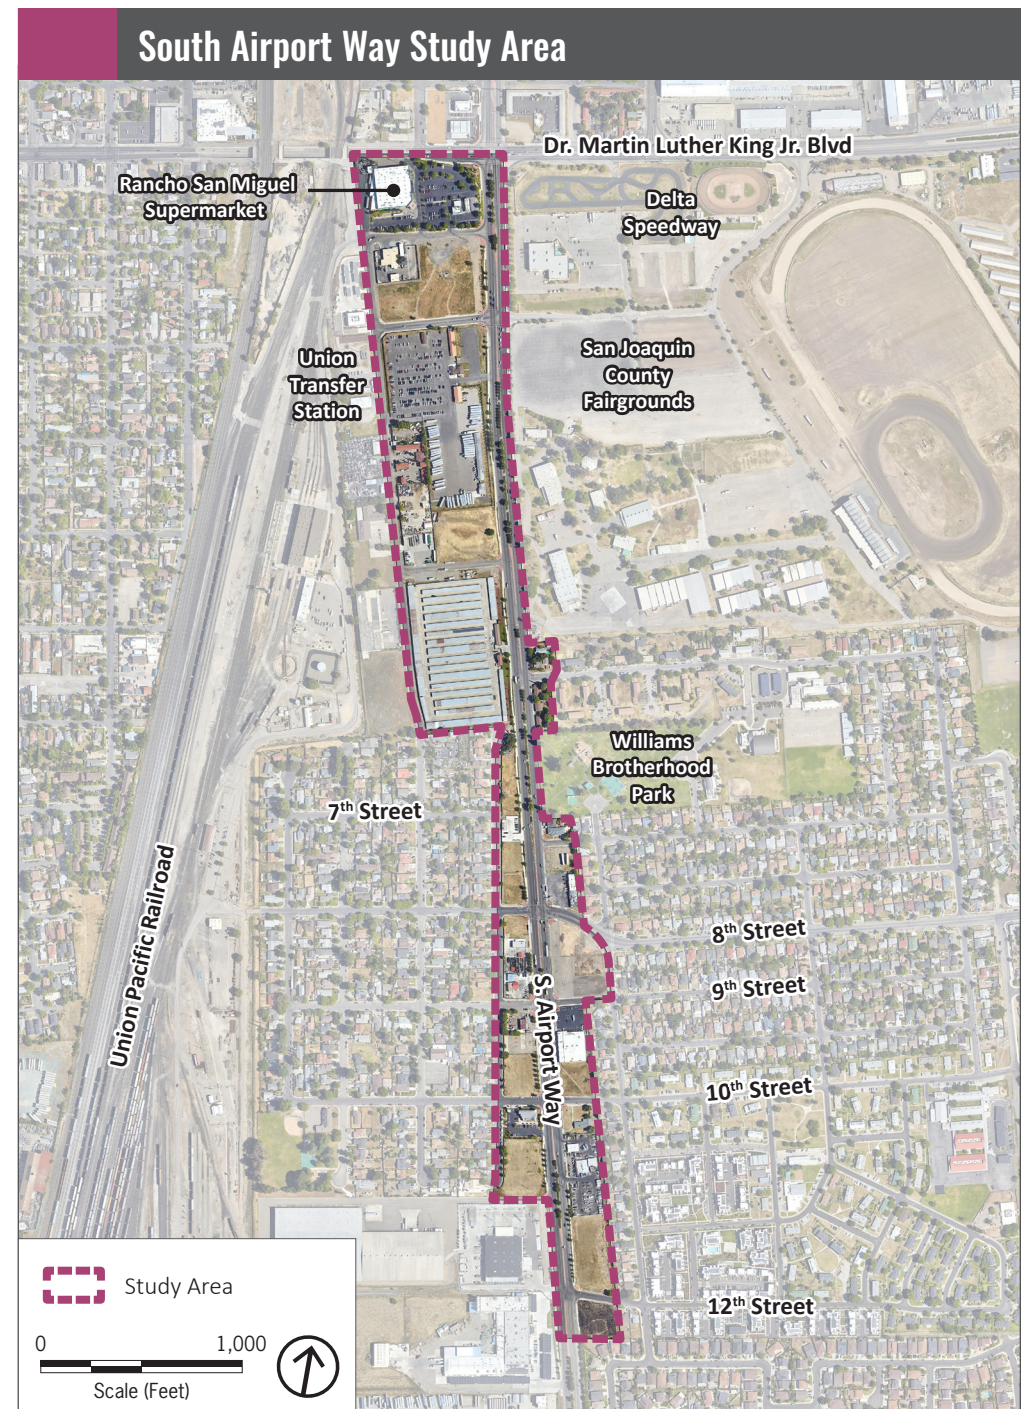 South Airport Way Study Area
Dr. Martin Luther King Jr. Blvd
Rancho San Miguel
Supermarket
Delta
Speedway
Union
Transfer
Station
San Joaquin
County
Fairgrounds
Williams
Brotherhood
Park
7th Street
Union Pacific Railroad
8th Street
9th Street
S. Airport Way
10th Street
12th Street
Study Area
0 1,000
Scale (Feet)